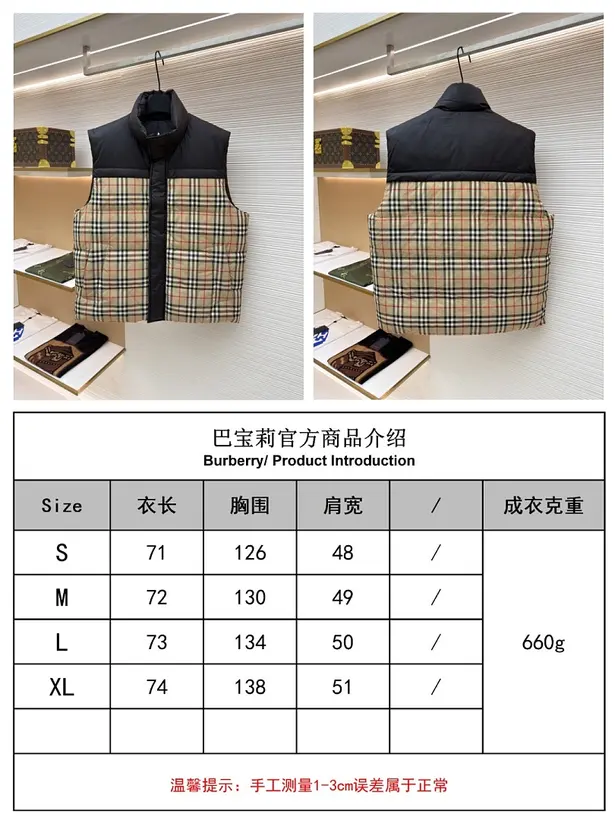 巴宝莉官方商品介绍
Burberry/ Product Introduction
Size 衣长 胸围 肩宽 / 成衣克重
S 71 126 48 /
M 72 130 49 /
660g
L 73 134 50 /
XL 74 138 51 /
温馨提示：手工测量1-3cm误差属于正常